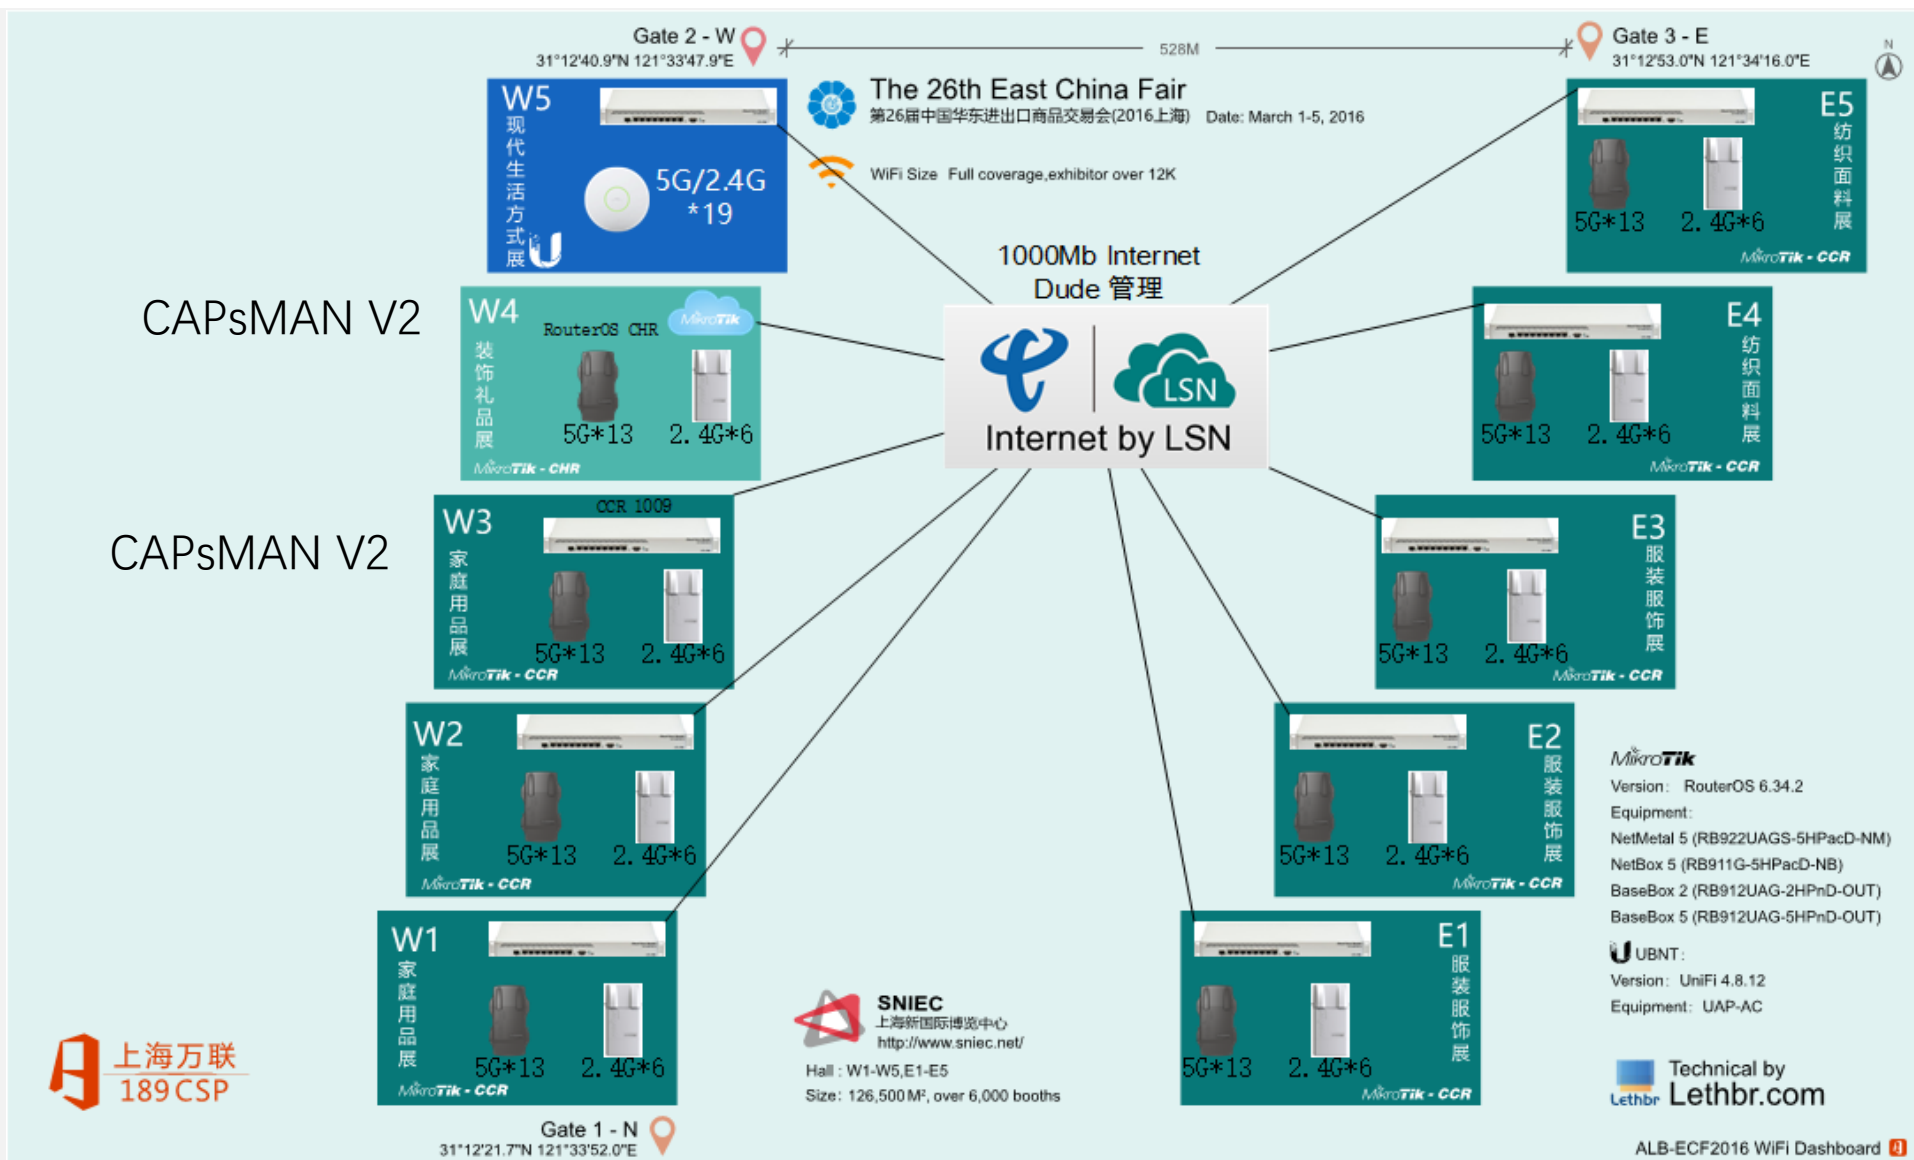 Gate 2 - W
31°12'40.9"N 121°33'47.9"E
528M
Gate 3 - E
31°12'53.0"N 121°34'16.0"E
N
The 26th East China Fair
第26届中国华东进出口商品交易会(2016上海) Date: March 1-5, 2016
WiFi Size Full coverage,exhibitor over 12K
W5
现代生活方式展
5G/2.4G
*19
E5
纺织面料展
5G*13 2.4G*6
MikroTik - CCR
1000Mb Internet
Dude 管理
LSN
Internet by LSN
CAPsMAN V2
W4
装饰礼品展
RouterOS CHR
MikroTik
5G*13 2.4G*6
MikroTik - CHR
E4
纺织面料展
5G*13 2.4G*6
MikroTik - CCR
CAPsMAN V2
W3
家庭用品展
CCR 1009
5G*13 2.4G*6
MikroTik - CCR
E3
服装服饰展
5G*13 2.4G*6
MikroTik - CCR
W2
家庭用品展
5G*13 2.4G*6
MikroTik - CCR
E2
服装服饰展
5G*13 2.4G*6
MikroTik - CCR
W1
家庭用品展
5G*13 2.4G*6
MikroTik - CCR
E1
服装服饰展
5G*13 2.4G*6
MikroTik - CCR
MikroTik
Version: RouterOS 6.34.2
Equipment:
NetMetal 5 (RB922UAGS-5HPacD-NM)
NetBox 5 (RB911G-5HPacD-NB)
BaseBox 2 (RB912UAG-2HPnD-OUT)
BaseBox 5 (RB912UAG-5HPnD-OUT)
UBNT:
Version: UniFi 4.8.12
Equipment: UAP-AC
SNIEC
上海新国际博览中心
http://www.sniec.net/
Hall : W1-W5,E1-E5
Size: 126,500 M², over 6,000 booths
上海万联
189 CSP
Lethbr
Technical by
Lethbr.com
Gate 1 - N
31°12'21.7"N 121°33'52.0"E
ALB-ECF2016 WiFi Dashboard